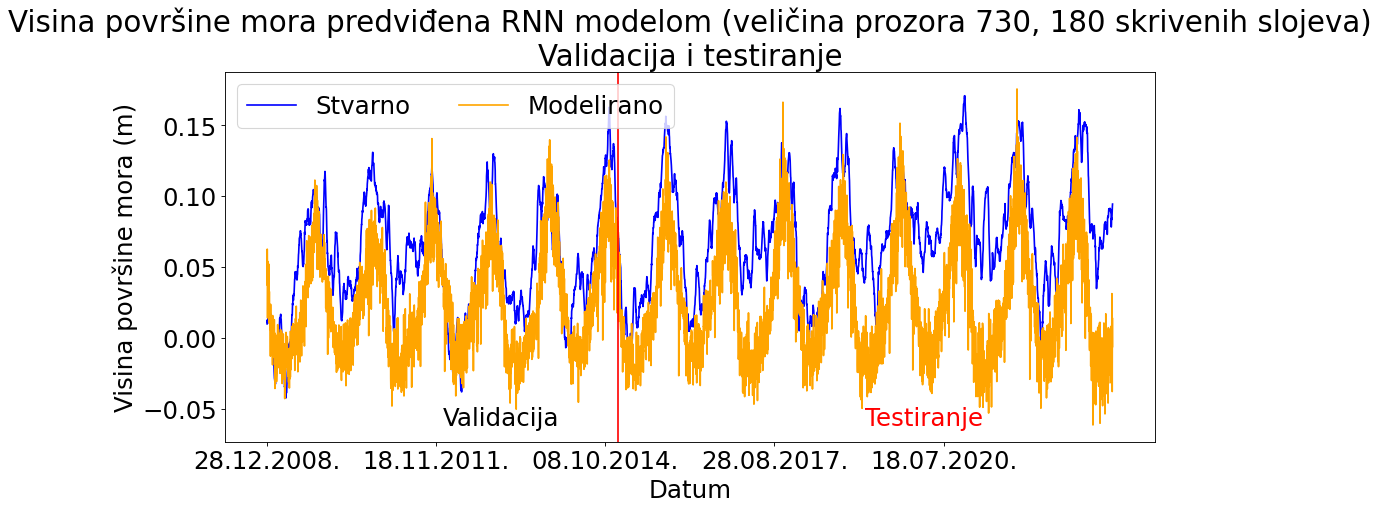 Visina površine mora predviđena RNN modelom (veličina prozora 730, 180 skrivenih slojeva)
Validacija i testiranje
Stvarno Modelirano
Visina površine mora (m)
0.15
0.10
0.05
0.00
−0.05
Validacija Testiranje
28.12.2008. 18.11.2011. 08.10.2014. 28.08.2017. 18.07.2020.
Datum